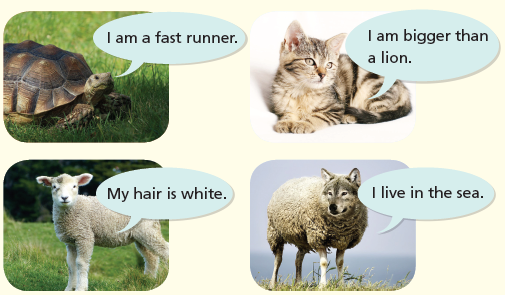 I am a fast runner.
I am bigger than
a lion.
My hair is white.
I live in the sea.